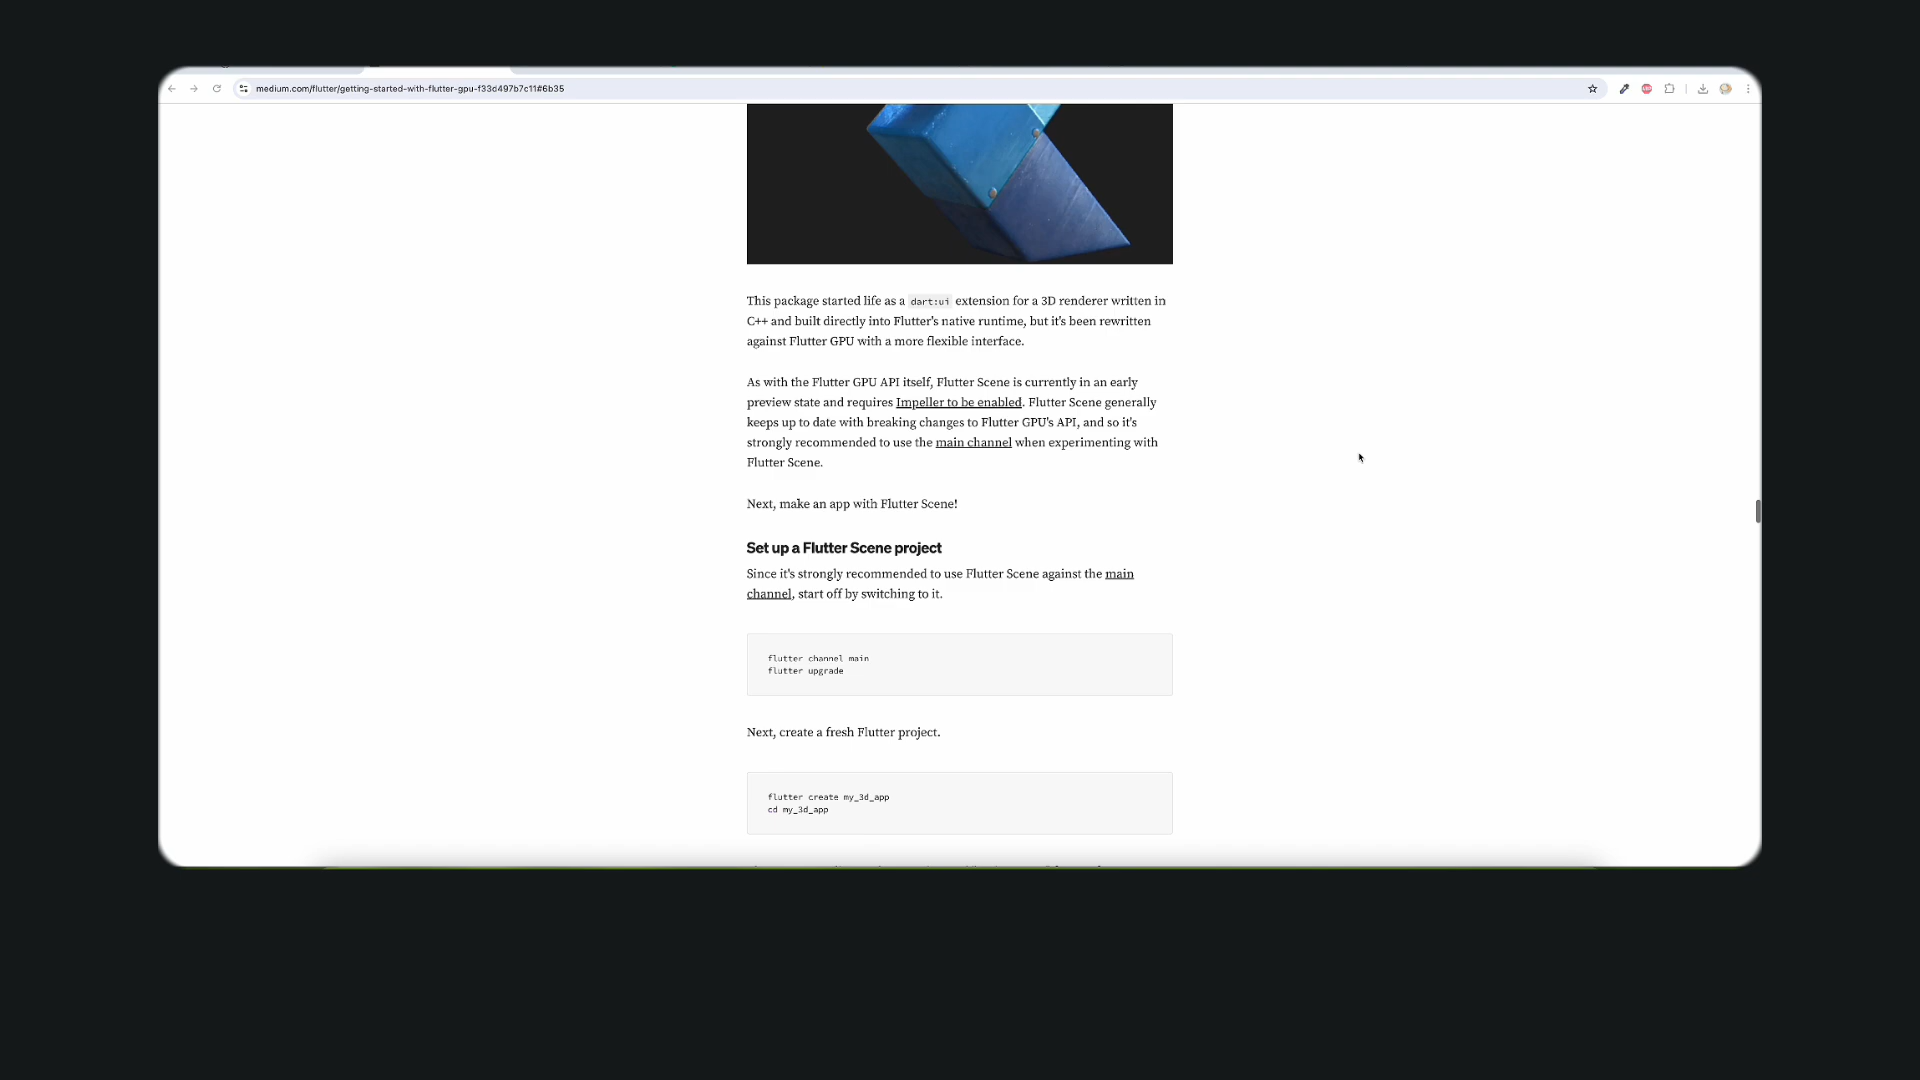 medium.com/flutter/getting-started-with-flutter-gpu-f33d497b7c11#6b35
This package started life as a dart:ui extension for a 3D renderer written in
C++ and built directly into Flutter's native runtime, but it's been rewritten
against Flutter GPU with a more flexible interface.
As with the Flutter GPU API itself, Flutter Scene is currently in an early
preview state and requires Impeller to be enabled. Flutter Scene generally
keeps up to date with breaking changes to Flutter GPU's API, and so it's
strongly recommended to use the main channel when experimenting with
Flutter Scene.
Next, make an app with Flutter Scene!
Set up a Flutter Scene project
Since it's strongly recommended to use Flutter Scene against the main
channel, start off by switching to it.
flutter channel main
flutter upgrade
Next, create a fresh Flutter project.
flutter create my_3d_app
cd my_3d_app